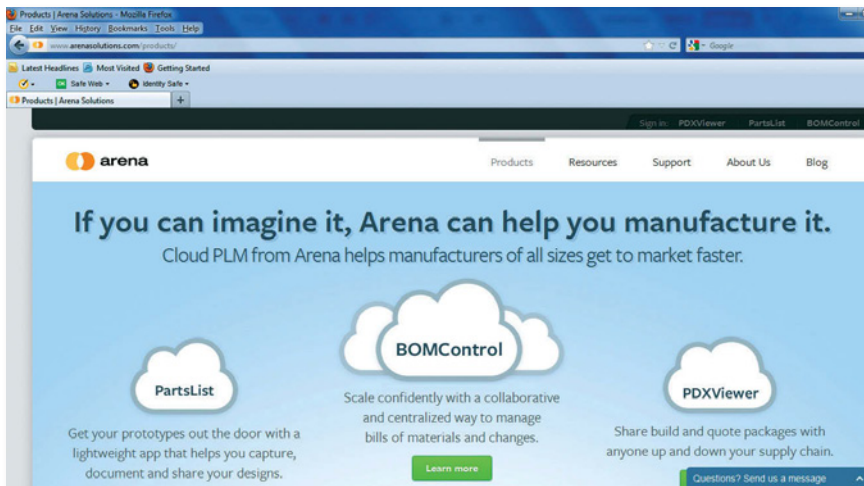 Products | Arena Solutions - Mozilla Firefox
File Edit View History Bookmarks Tools Help
www.arenasolutions.com/products/
Google
Latest Headlines Most Visited Getting Started
Safe Web Identity Safe
Products | Arena Solutions +
Sign in: PDXViewer PartsList BOMControl
arena
Products Resources Support About Us Blog
If you can imagine it, Arena can help you manufacture it.
Cloud PLM from Arena helps manufacturers of all sizes get to market faster.
PartsList
Get your prototypes out the door with a
lightweight app that helps you capture,
document and share your designs.
BOMControl
Scale confidently with a collaborative
and centralized way to manage
bills of materials and changes.
Learn more
PDXViewer
Share build and quote packages with
anyone up and down your supply chain.
Questions? Send us a message